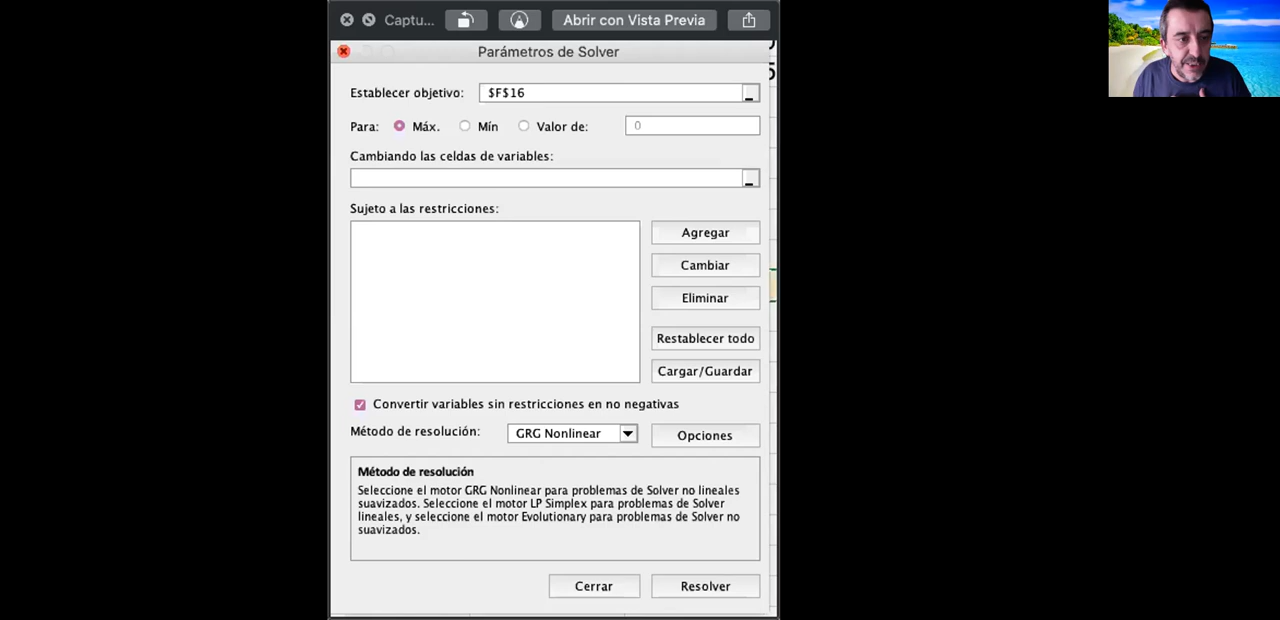 Captu... Abrir con Vista Previa
Parámetros de Solver
Establecer objetivo: $F$16
Para: Máx. Mín Valor de: 0
Cambiando las celdas de variables:
Sujeto a las restricciones:
Agregar
Cambiar
Eliminar
Restablecer todo
Cargar/Guardar
Convertir variables sin restricciones en no negativas
Método de resolución: GRG Nonlinear Opciones
Método de resolución
Seleccione el motor GRG Nonlinear para problemas de Solver no lineales
suavizados. Seleccione el motor LP Simplex para problemas de Solver
lineales, y seleccione el motor Evolutionary para problemas de Solver no
suavizados.
Cerrar Resolver